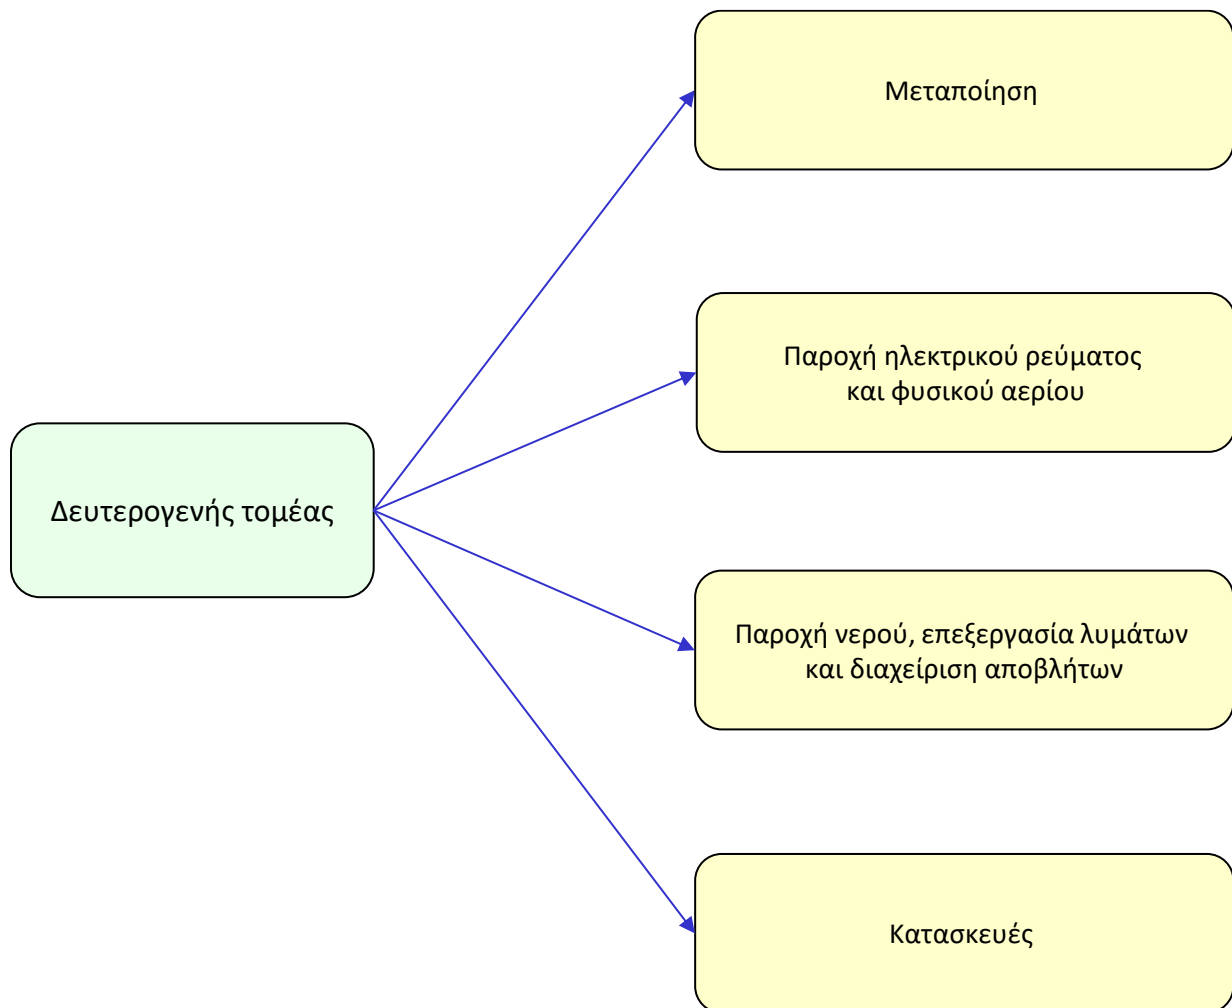 Μεταποίηση
Παροχή ηλεκτρικού ρεύματος
και φυσικού αερίου
Δευτερογενής τομέας
Παροχή νερού, επεξεργασία λυμάτων
και διαχείριση αποβλήτων
Κατασκευές